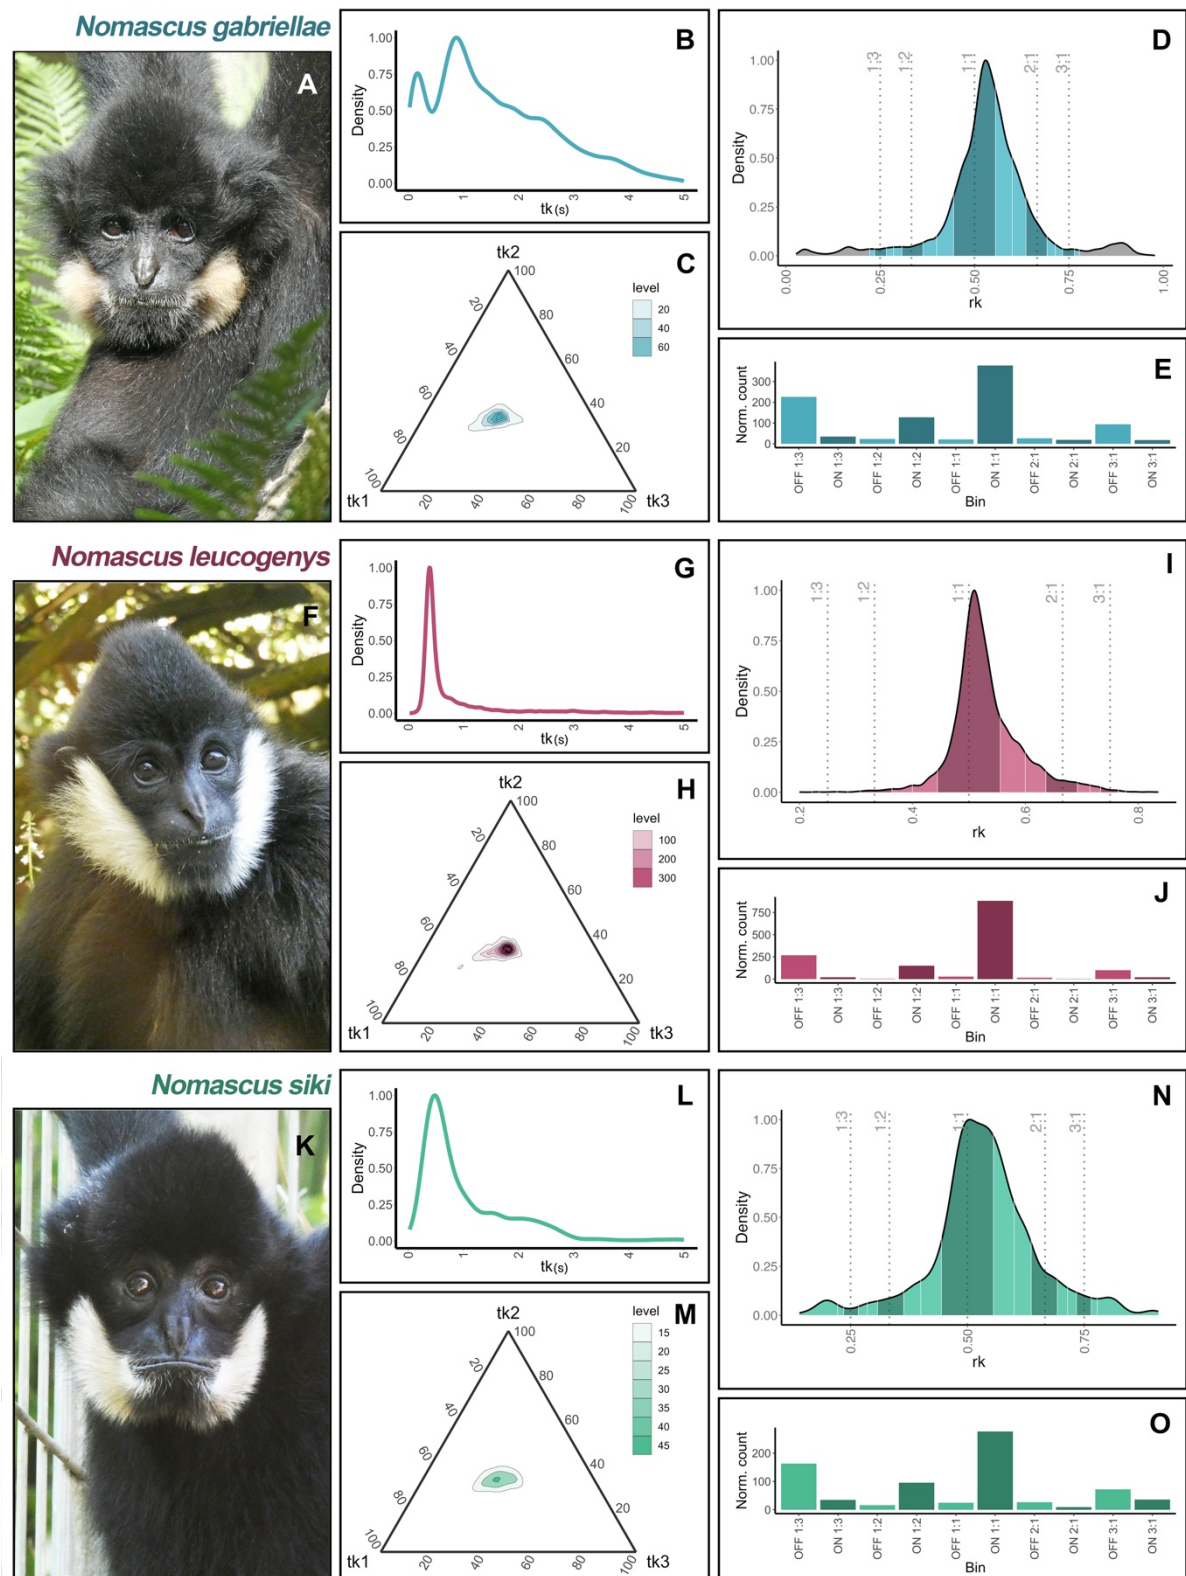 Nomascus gabriellae
A
B
Density
1.00
0.75
0.50
0.25
0.00
0 1 2 3 4 5
tk (s)
C
tk2
100
20 80
40 60
60 40
80 20
100
tk1 20 40 60 80 100 tk3
level
20
40
60
D
Density
1.00
0.75
0.50
0.25
0.00
1:3 1:2 1:1 2:1 3:1
0.00 0.25 0.50 0.75 1.00
rk
E
Norm. count
300
200
100
0
OFF 1:3 ON 1:3 OFF 1:2 ON 1:2 OFF 1:1 ON 1:1 OFF 2:1 ON 2:1 OFF 3:1 ON 3:1
Bin
Nomascus leucogenys
F
G
Density
1.00
0.75
0.50
0.25
0.00
0 1 2 3 4 5
tk (s)
H
tk2
100
20 80
40 60
60 40
80 20
100
tk1 20 40 60 80 100 tk3
level
100
200
300
I
Density
1.00
0.75
0.50
0.25
0.00
1:3 1:2 1:1 2:1 3:1
0.2 0.4 0.6 0.8
rk
J
Norm. count
750
500
250
0
OFF 1:3 ON 1:3 OFF 1:2 ON 1:2 OFF 1:1 ON 1:1 OFF 2:1 ON 2:1 OFF 3:1 ON 3:1
Bin
Nomascus siki
K
L
Density
1.00
0.75
0.50
0.25
0.00
0 1 2 3 4 5
tk (s)
M
tk2
100
20 80
40 60
60 40
80 20
100
tk1 20 40 60 80 100 tk3
level
15
20
25
30
35
40
45
N
Density
1.00
0.75
0.50
0.25
0.00
1:3 1:2 1:1 2:1 3:1
0.25 0.50 0.75
rk
O
Norm. count
200
100
0
OFF 1:3 ON 1:3 OFF 1:2 ON 1:2 OFF 1:1 ON 1:1 OFF 2:1 ON 2:1 OFF 3:1 ON 3:1
Bin